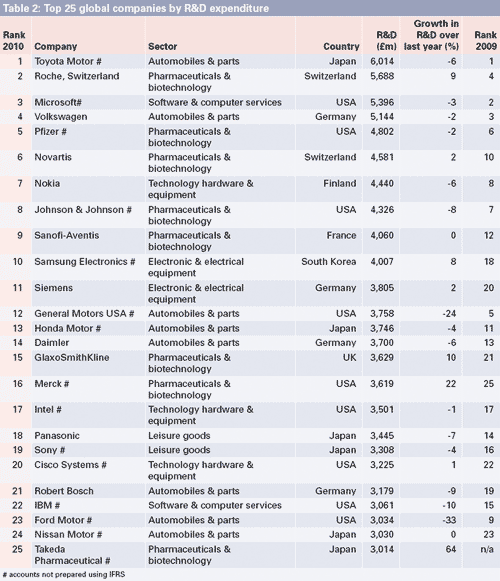 Table 2: Top 25 global companies by R&D expenditure
Rank 2010 Company Sector Country R&D (£m) Growth in R&D over last year (%) Rank 2009
1 Toyota Motor # Automobiles & parts Japan 6,014 -6 1
2 Roche, Switzerland Pharmaceuticals & biotechnology Switzerland 5,688 9 4
3 Microsoft# Software & computer services USA 5,396 -3 2
4 Volkswagen Automobiles & parts Germany 5,144 -2 3
5 Pfizer # Pharmaceuticals & biotechnology USA 4,802 -2 6
6 Novartis Pharmaceuticals & biotechnology Switzerland 4,581 2 10
7 Nokia Technology hardware & equipment Finland 4,440 -6 8
8 Johnson & Johnson # Pharmaceuticals & biotechnology USA 4,326 -8 7
9 Sanofi-Aventis Pharmaceuticals & biotechnology France 4,060 0 12
10 Samsung Electronics # Electronic & electrical equipment South Korea 4,007 8 18
11 Siemens Electronic & electrical equipment Germany 3,805 2 20
12 General Motors USA # Automobiles & parts USA 3,758 -24 5
13 Honda Motor # Automobiles & parts Japan 3,746 -4 11
14 Daimler Automobiles & parts Germany 3,700 -6 13
15 GlaxoSmithKline Pharmaceuticals & biotechnology UK 3,629 10 21
16 Merck # Pharmaceuticals & biotechnology USA 3,619 22 25
17 Intel # Technology hardware & equipment USA 3,501 -1 17
18 Panasonic Leisure goods Japan 3,445 -7 14
19 Sony # Leisure goods Japan 3,308 -4 16
20 Cisco Systems # Technology hardware & equipment USA 3,225 1 22
21 Robert Bosch Automobiles & parts Germany 3,179 -9 19
22 IBM # Software & computer services USA 3,061 -10 15
23 Ford Motor # Automobiles & parts USA 3,034 -33 9
24 Nissan Motor # Automobiles & parts Japan 0 23
25 Takeda Pharmaceutical # Pharmaceuticals & biotechnology Japan 3,014 64 n/a
# accounts not prepared using IFRS